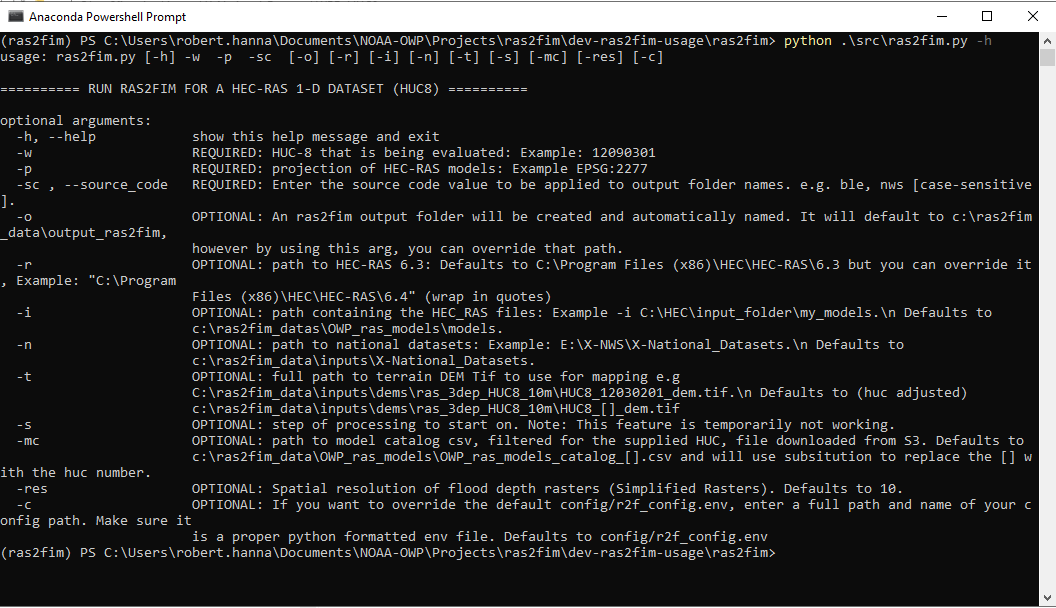 Anaconda Powershell Prompt
(ras2fim) PS C:\Users\robert.hanna\Documents\NOAA-OWP\Projects\ras2fim\dev-ras2fim-usage\ras2fim> python .\src\ras2fim.py -h
usage: ras2fim.py [-h] -w  -p  -sc  [-o] [-r] [-i] [-n] [-t] [-s] [-mc] [-res] [-c]
========== RUN RAS2FIM FOR A HEC-RAS 1-D DATASET (HUC8) ==========
optional arguments:
  -h, --help            show this help message and exit
  -w                    REQUIRED: HUC-8 that is being evaluated: Example: 12090301
  -p                    REQUIRED: projection of HEC-RAS models: Example EPSG:2277
  -sc , --source_code   REQUIRED: Enter the source code value to be applied to output folder names. e.g. ble, nws [case-sensitive
].
  -o                    OPTIONAL: An ras2fim output folder will be created and automatically named. It will default to c:\ras2fim
_data\output_ras2fim,
                        however by using this arg, you can override that path.
  -r                    OPTIONAL: path to HEC-RAS 6.3: Defaults to C:\Program Files (x86)\HEC\HEC-RAS\6.3 but you can override it
, Example: "C:\Program
                        Files (x86)\HEC\HEC-RAS\6.4" (wrap in quotes)
  -i                    OPTIONAL: path containing the HEC_RAS files: Example -i C:\HEC\input_folder\my_models.\n Defaults to
                        c:\ras2fim_datas\OWP_ras_models\models.
  -n                    OPTIONAL: path to national datasets: Example: E:\X-NWS\X-National_Datasets.\n Defaults to
                        c:\ras2fim_data\inputs\X-National_Datasets.
  -t                    OPTIONAL: full path to terrain DEM Tif to use for mapping e.g
                        C:\ras2fim_data\inputs\dems\ras_3dep_HUC8_10m\HUC8_12030201_dem.tif.\n Defaults to (huc adjusted)
                        c:\ras2fim_data\inputs\dems\ras_3dep_HUC8_10m\HUC8_[]_dem.tif
  -s                    OPTIONAL: step of processing to start on. Note: This feature is temporarily not working.
  -mc                   OPTIONAL: path to model catalog csv, filtered for the supplied HUC, file downloaded from S3. Defaults to
                        c:\ras2fim_data\OWP_ras_models\OWP_ras_models_catalog_[].csv and will use subsitution to replace the [] w
ith the huc number.
  -res                  OPTIONAL: Spatial resolution of flood depth rasters (Simplified Rasters). Defaults to 10.
  -c                    OPTIONAL: If you want to override the default config/r2f_config.env, enter a full path and name of your c
onfig path. Make sure it
                        is a proper python formatted env file. Defaults to config/r2f_config.env
(ras2fim) PS C:\Users\robert.hanna\Documents\NOAA-OWP\Projects\ras2fim\dev-ras2fim-usage\ras2fim>